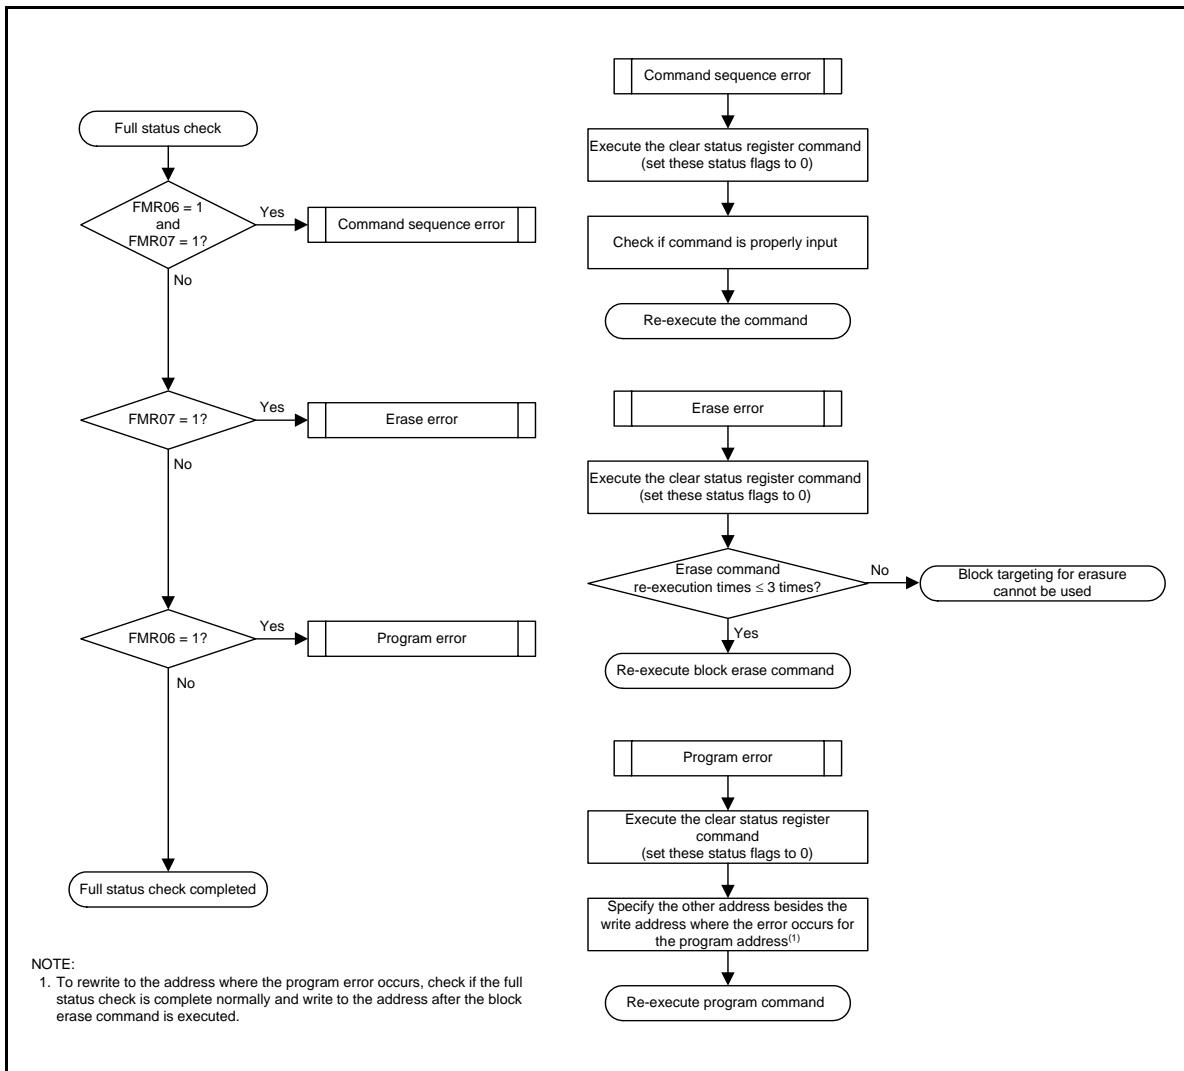 Full status check
FMR06 = 1
and
FMR07 = 1?
Yes
Command sequence error
No
FMR07 = 1?
Yes
Erase error
No
FMR06 = 1?
Yes
Program error
No
Full status check completed
NOTE:
1. To rewrite to the address where the program error occurs, check if the full
status check is complete normally and write to the address after the block
erase command is executed.
Command sequence error
Execute the clear status register command
(set these status flags to 0)
Check if command is properly input
Re-execute the command
Erase error
Execute the clear status register command
(set these status flags to 0)
Erase command
re-execution times ≤ 3 times?
No
Block targeting for erasure
cannot be used
Yes
Re-execute block erase command
Program error
Execute the clear status register
command
(set these status flags to 0)
Specify the other address besides the
write address where the error occurs for
the program address(1)
Re-execute program command